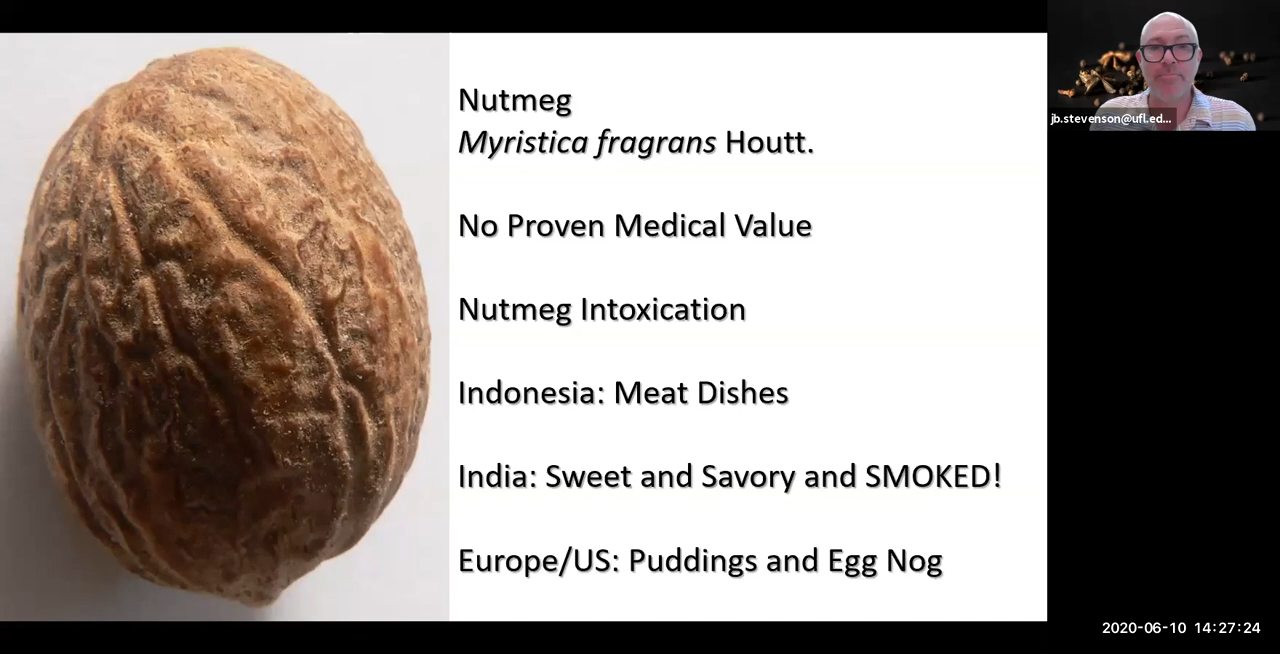 Nutmeg
Myristica fragrans Houtt.
No Proven Medical Value
Nutmeg Intoxication
Indonesia: Meat Dishes
India: Sweet and Savory and SMOKED!
Europe/US: Puddings and Egg Nog
jb.stevenson@ufl.ed...
2020-06-10 14:27:24